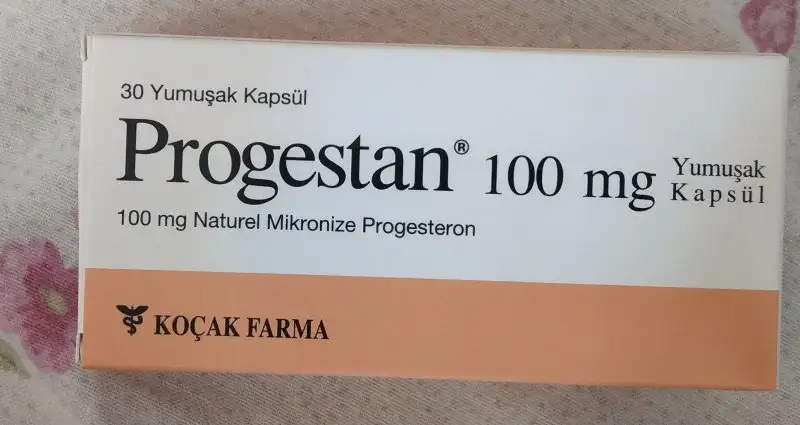 30 Yumuşak Kapsül
Progestan® 100 mg Yumuşak
Kapsül
100 mg Naturel Mikronize Progesteron
KOÇAK FARMA